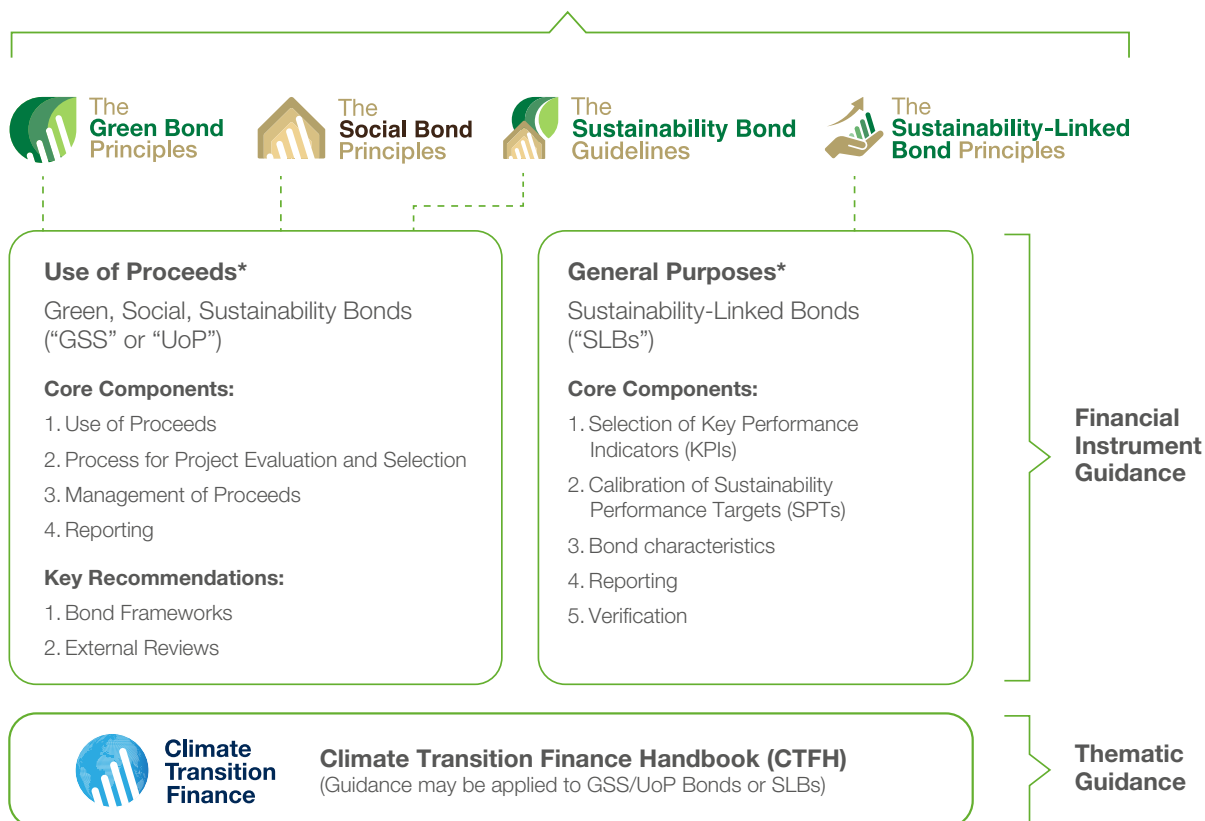 The
Green Bond
Principles
The
Social Bond
Principles
The
Sustainability Bond
Guidelines
The
Sustainability-Linked
Bond Principles
Use of Proceeds*
Green, Social, Sustainability Bonds
(“GSS” or “UoP”)
Core Components:
1. Use of Proceeds
2. Process for Project Evaluation and Selection
3. Management of Proceeds
4. Reporting
Key Recommendations:
1. Bond Frameworks
2. External Reviews
General Purposes*
Sustainability-Linked Bonds
(“SLBs”)
Core Components:
1. Selection of Key Performance
Indicators (KPIs)
2. Calibration of Sustainability
Performance Targets (SPTs)
3. Bond characteristics
4. Reporting
5. Verification
Financial
Instrument
Guidance
Climate
Transition
Finance
Climate Transition Finance Handbook (CTFH)
(Guidance may be applied to GSS/UoP Bonds or SLBs)
Thematic
Guidance